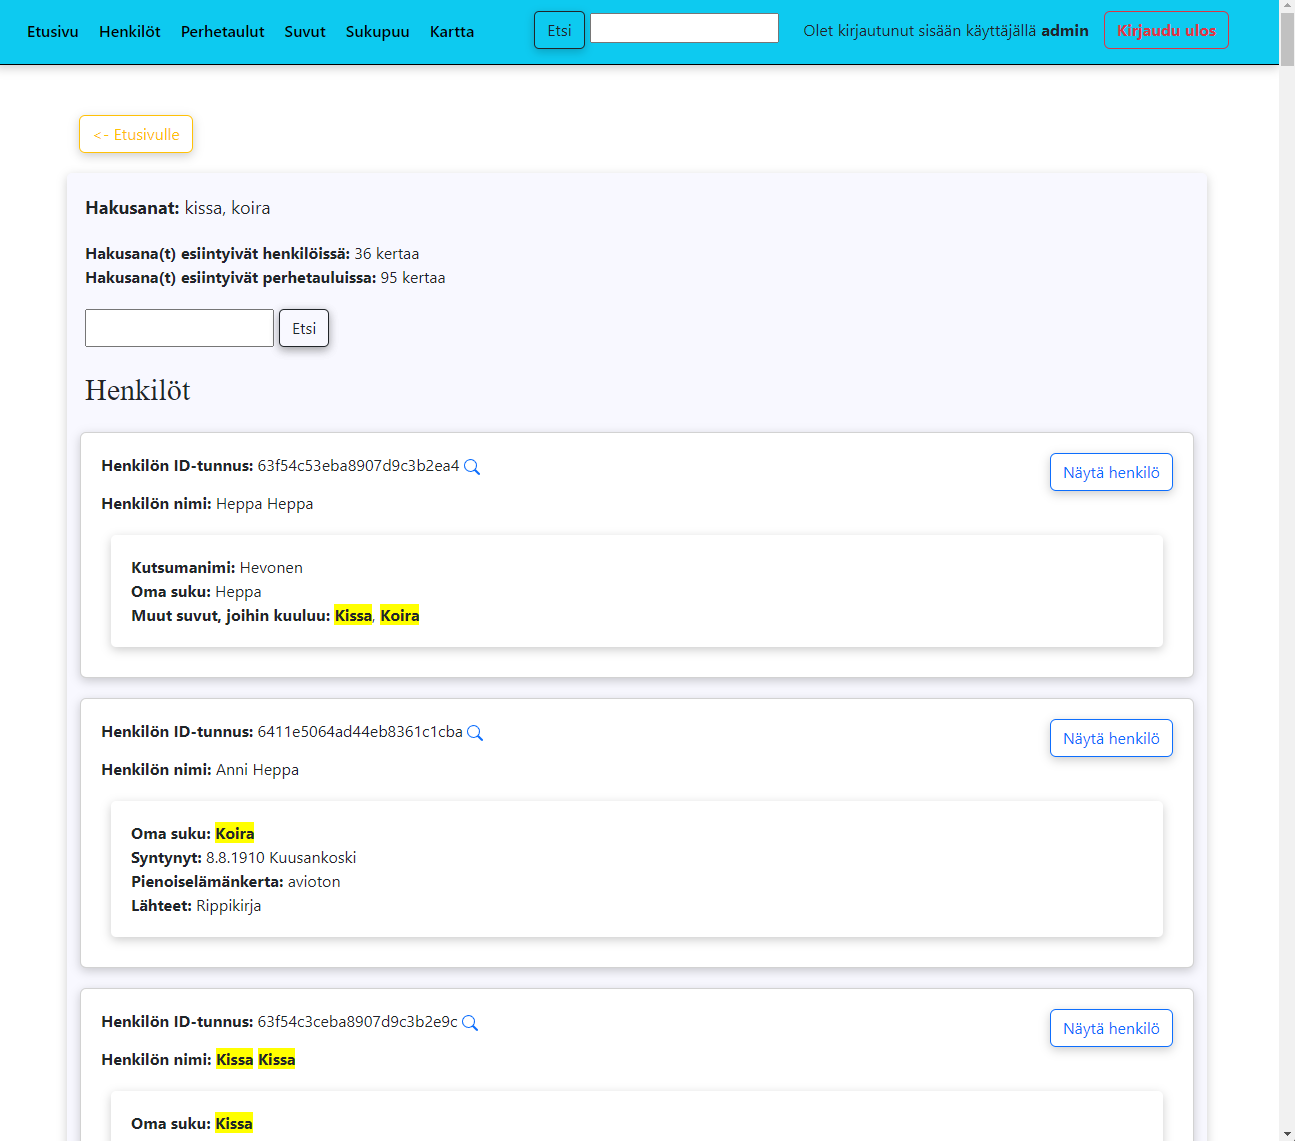 Etusivu Henkilöt Perhetaulut Suvut Sukupuu Kartta Etsi Olet kirjautunut sisään käyttäjällä admin Kirjaudu ulos
<- Etusivulle
Hakusanat: kissa, koira
Hakusana(t) esiintyivät henkilöissä: 36 kertaa
Hakusana(t) esiintyivät perhetauluissa: 95 kertaa
Etsi
Henkilöt
Henkilön ID-tunnus: 63f54c53eba8907d9c3b2ea4 Näytä henkilö
Henkilön nimi: Heppa Heppa
Kutsumanimi: Hevonen
Oma suku: Heppa
Muut suvut, joihin kuuluu: Kissa, Koira
Henkilön ID-tunnus: 6411e5064ad44eb8361c1cba Näytä henkilö
Henkilön nimi: Anni Heppa
Oma suku: Koira
Syntynyt: 8.8.1910 Kuusankoski
Pienoiselämänkerta: avioton
Lähteet: Rippikirja
Henkilön ID-tunnus: 63f54c3ceba8907d9c3b2e9c Näytä henkilö
Henkilön nimi: Kissa Kissa
Oma suku: Kissa